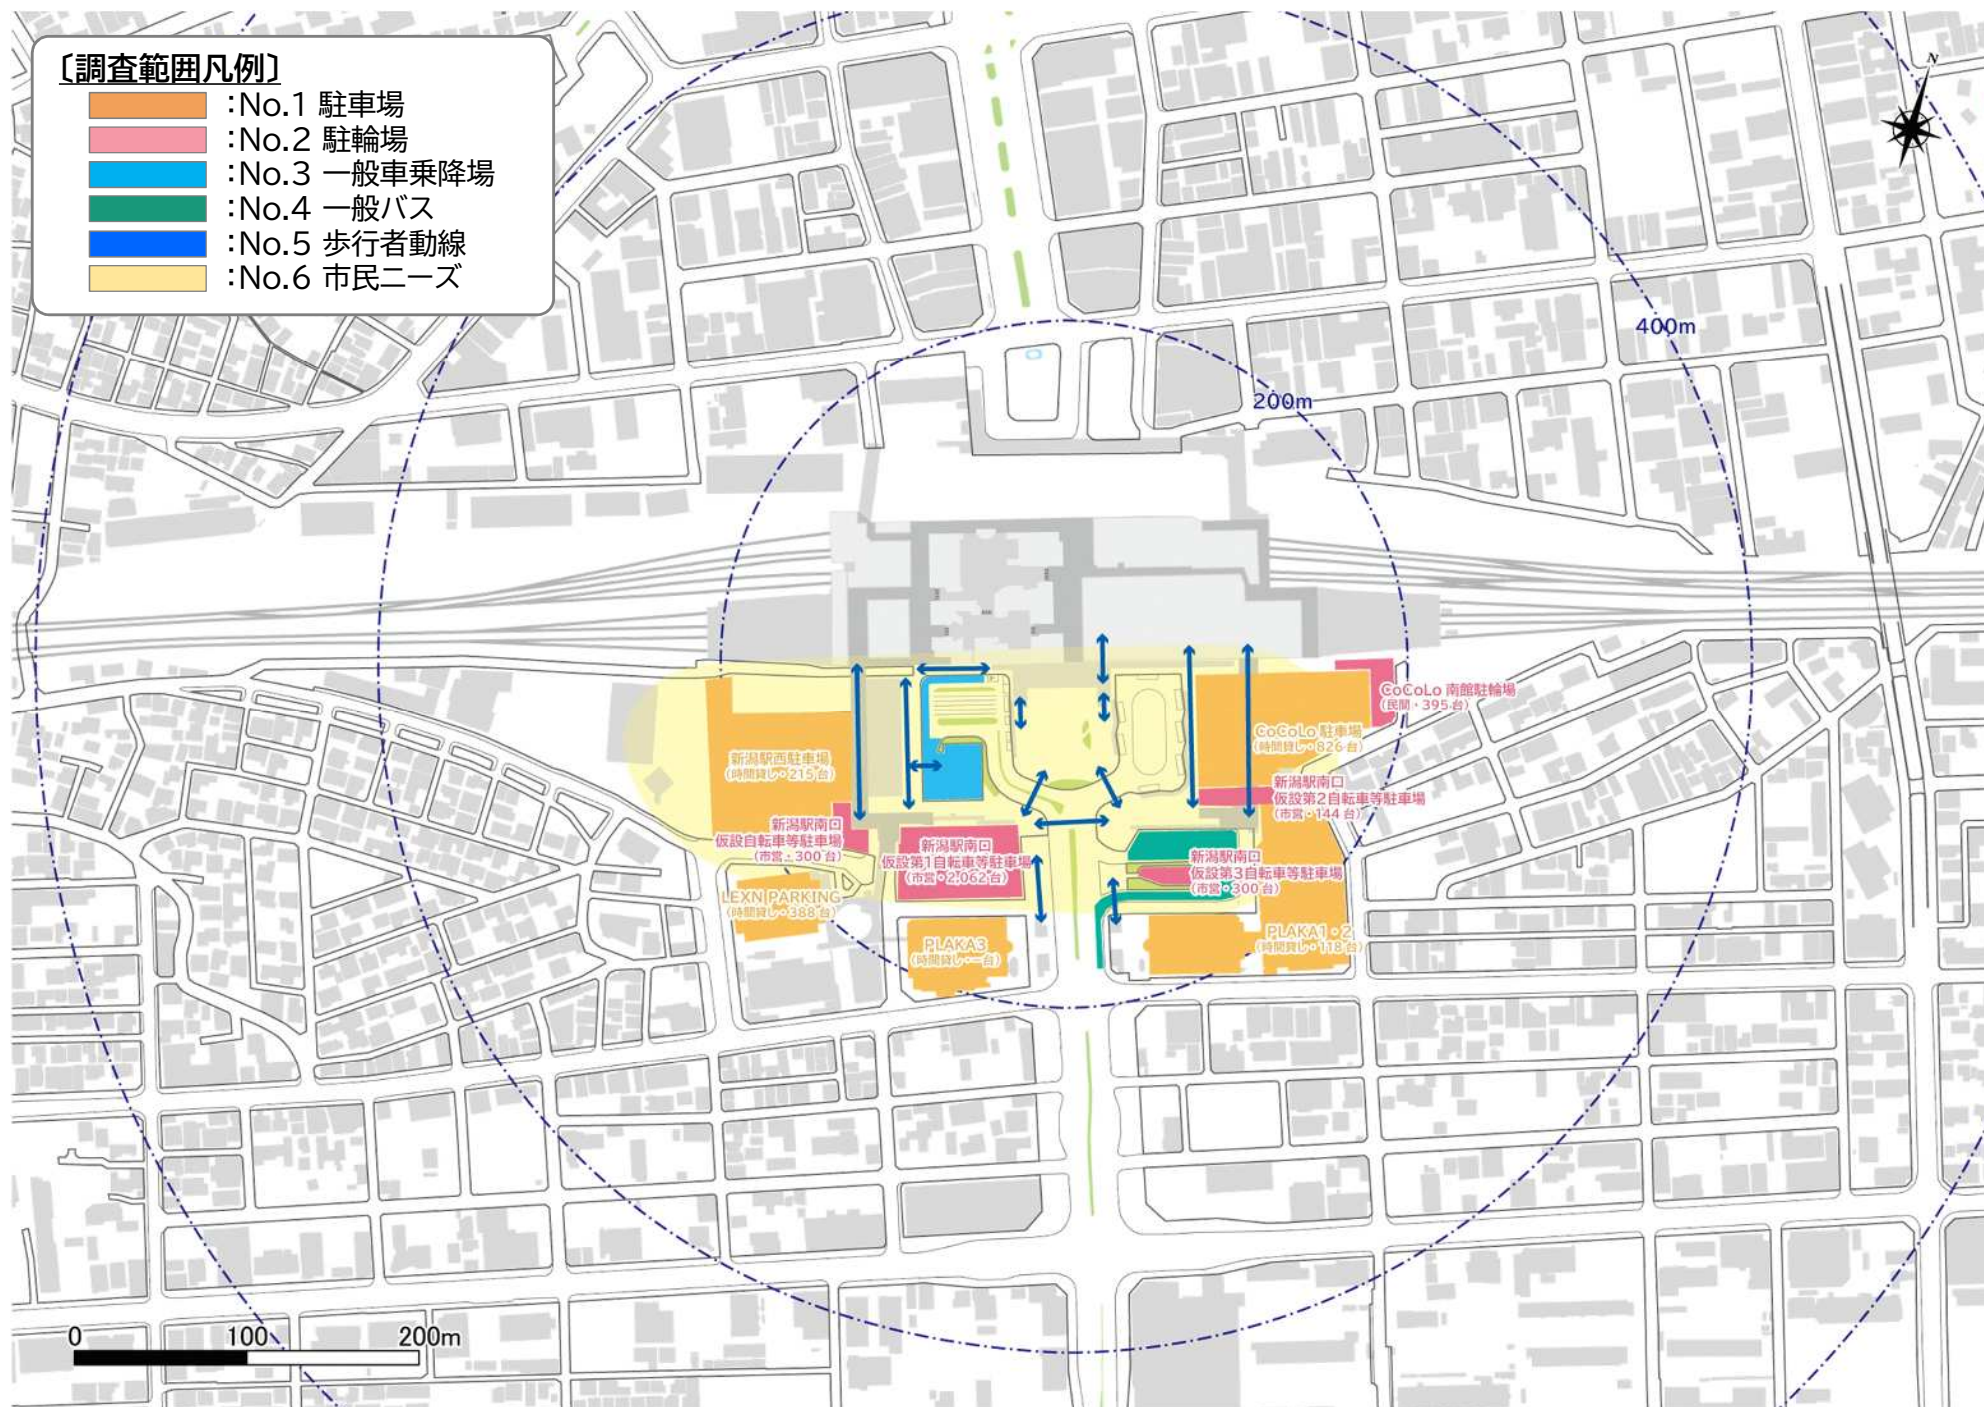 〔調査範囲凡例〕
：No.1 駐車場
：No.2 駐輪場
：No.3 一般車乗降場
：No.4 一般バス
：No.5 歩行者動線
：No.6 市民ニーズ
N
400m
200m
CoCoLo 南館駐輪場
（民間・395台）
CoCoLo 駐車場
（時間貸し・826台）
新潟駅西駐車場
（時間貸し・215台）
新潟駅南口
仮設第2自転車等駐車場
（市営・144台）
新潟駅南口
仮設自転車等駐車場
（市営・300台）
新潟駅南口
仮設第1自転車等駐車場
（市営・2,062台）
新潟駅南口
仮設第3自転車等駐車場
（市営・300台）
LEXN PARKING
（時間貸し・388台）
PLAKA3
（時間貸し・－台）
PLAKA1・2
（時間貸し・118台）
0 100 200m